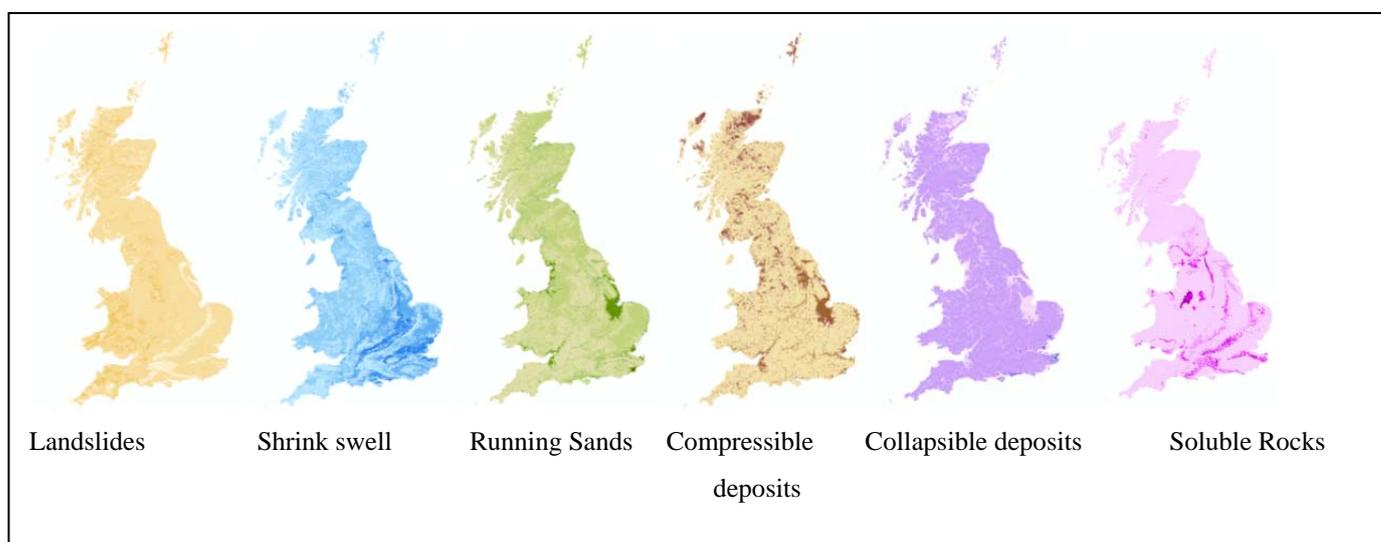 Landslides
Shrink swell
Running Sands
Compressible
deposits
Collapsible deposits
Soluble Rocks